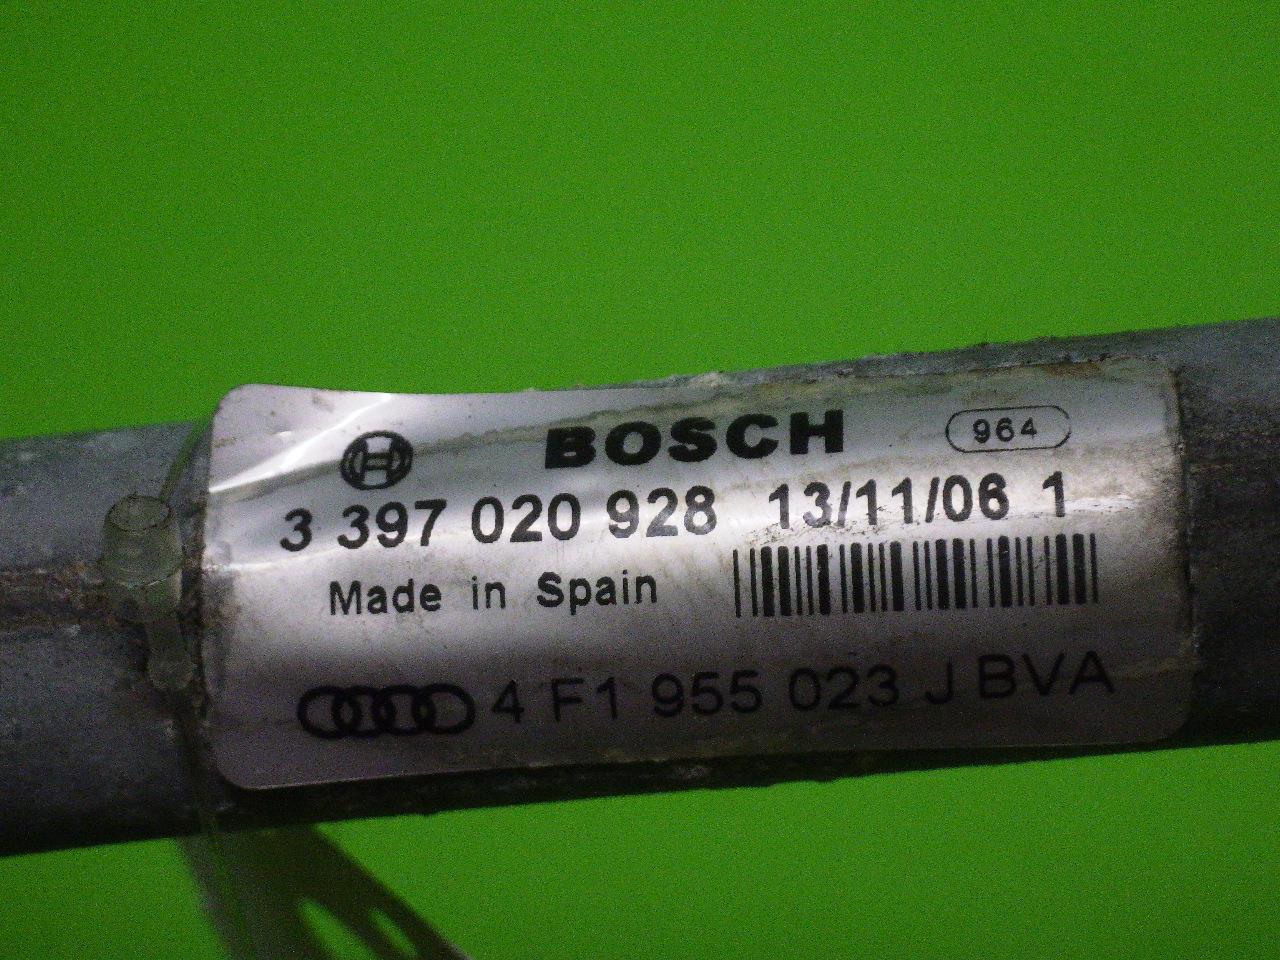 BOSCH 964
3 397 020 928 13/11/06 1
Made in Spain
4 F1 955 023 J BVA